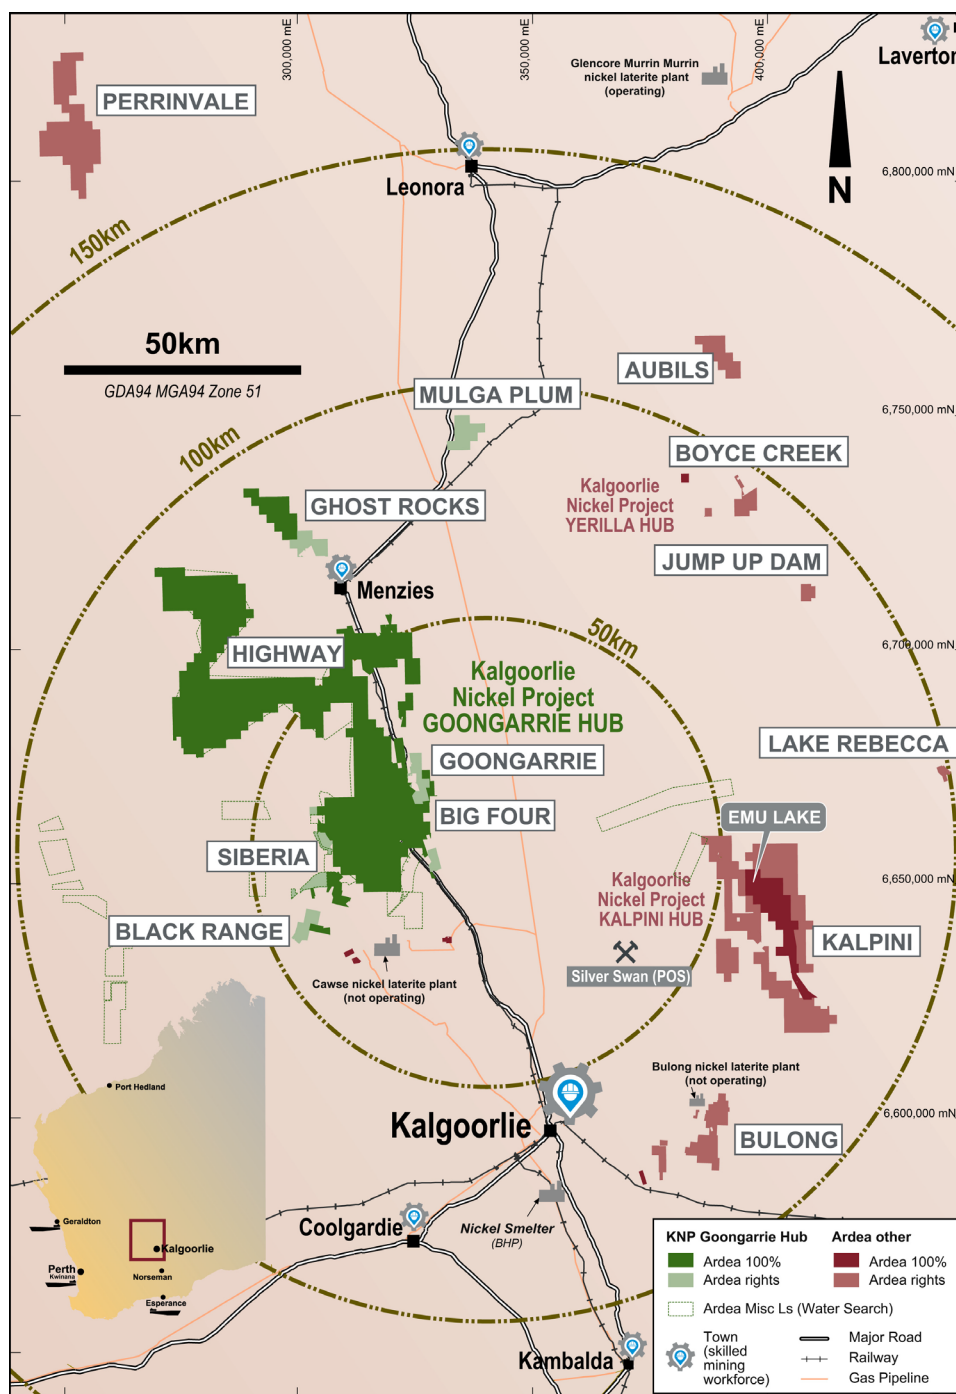 300,000 mE
350,000 mE
400,000 mE
Laverton
Glencore Murrin Murrin
nickel laterite plant
(operating)
PERRINVALE
N
6,800,000 mN
Leonora
150km
50km
GDA94 MGA94 Zone 51
AUBILS
MULGA PLUM
6,750,000 mN
100km
BOYCE CREEK
Kalgoorlie
Nickel Project
YERILLA HUB
GHOST ROCKS
JUMP UP DAM
Menzies
50km
6,700,000 mN
HIGHWAY
Kalgoorlie
Nickel Project
GOONGARRIE HUB
LAKE REBECCA
GOONGARRIE
BIG FOUR
EMU LAKE
SIBERIA
Kalgoorlie
Nickel Project
KALPINI HUB
6,650,000 mN
BLACK RANGE
KALPINI
Silver Swan (POS)
Cawse nickel laterite plant
(not operating)
Bulong nickel laterite plant
(not operating)
Port Hedland
6,600,000 mN
Kalgoorlie
BULONG
Geraldton
Kalgoorlie
Perth
Kwinana
Norseman
Esperance
Coolgardie
Nickel Smelter
(BHP)
Kambalda
KNP Goongarrie Hub
Ardea other
Ardea 100%
Ardea 100%
Ardea rights
Ardea rights
Ardea Misc Ls (Water Search)
Town
(skilled
mining
workforce)
Major Road
Railway
Gas Pipeline